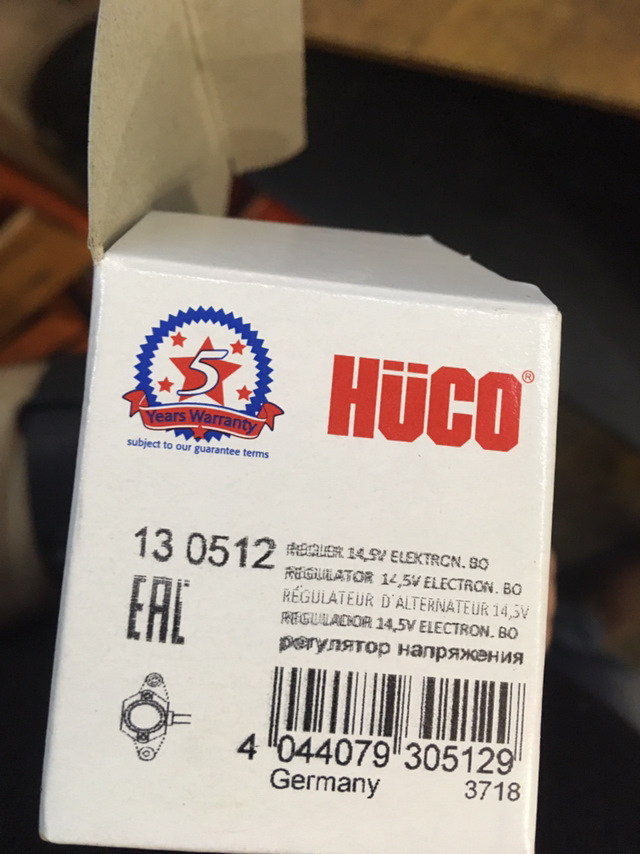 5
Years Warranty
subject to our guarantee terms
HÜCO®
13 0512
REGLER 14,5V ELEKTRON. BO
REGULATOR 14,5V ELECTRON. BO
RÉGULATEUR D'ALTERNATEUR 14,5V
REGULADOR 14,5V ELECTRON. BO
регулятор напряжения
EAC
4 044079 305129
Germany 3718